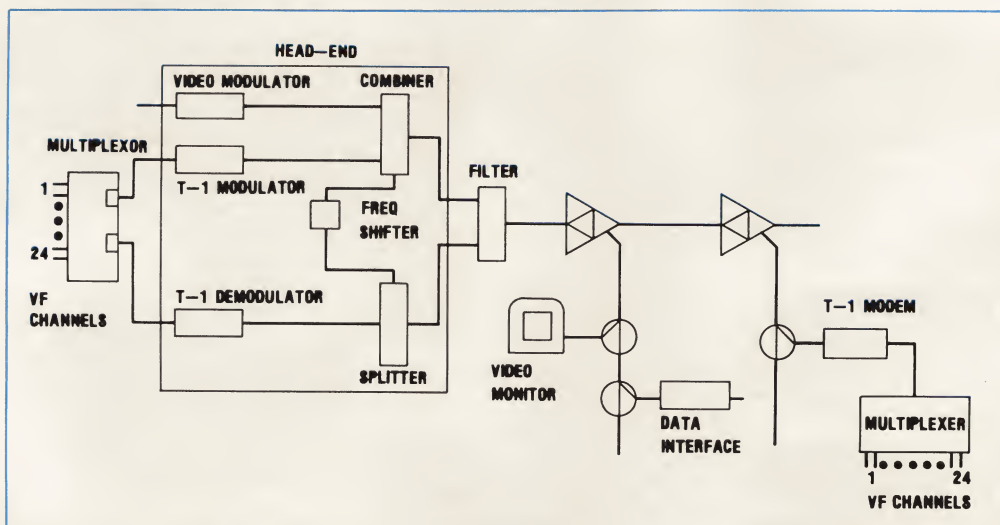 HEAD-END
VIDEO MODULATOR
COMBINER
MULTIPLEXOR
T-1 MODULATOR
FILTER
1
24
FREQ
SHIFTER
VF
CHANNELS
T-1 DEMODULATOR
SPLITTER
VIDEO
MONITOR
DATA
INTERFACE
T-1 MODEM
MULTIPLEXER
1 24
VF CHANNELS